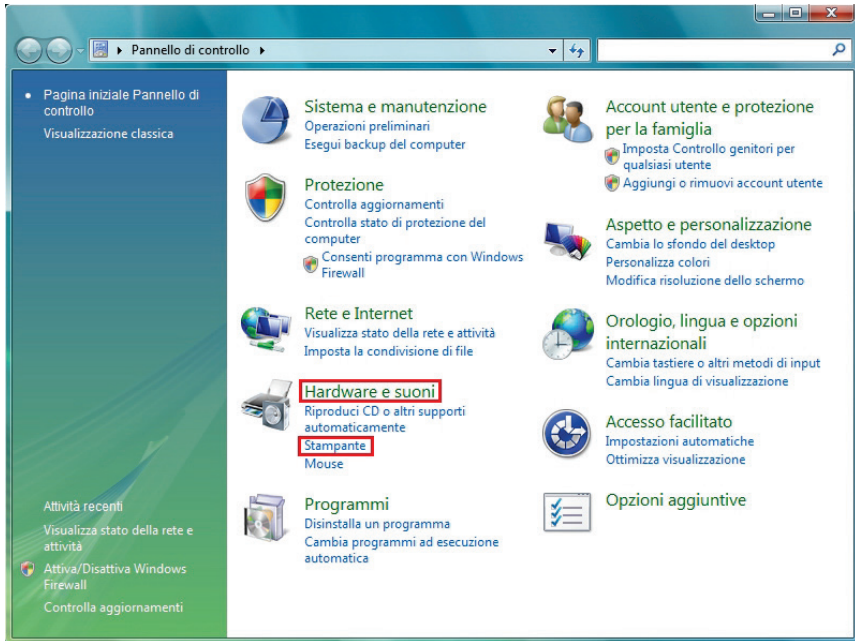 Pannello di controllo
Pagina iniziale Pannello di
controllo
Visualizzazione classica
Attività recenti
Visualizza stato della rete e
attività
Attiva/Disattiva Windows
Firewall
Controlla aggiornamenti
Sistema e manutenzione
Operazioni preliminari
Esegui backup del computer
Protezione
Controlla aggiornamenti
Controlla stato di protezione del
computer
Consenti programma con Windows
Firewall
Rete e Internet
Visualizza stato della rete e attività
Imposta la condivisione di file
Hardware e suoni
Riproduci CD o altri supporti
automaticamente
Stampante
Mouse
Programmi
Disinstalla un programma
Cambia programmi ad esecuzione
automatica
Account utente e protezione
per la famiglia
Imposta Controllo genitori per
qualsiasi utente
Aggiungi o rimuovi account utente
Aspetto e personalizzazione
Cambia lo sfondo del desktop
Personalizza colori
Modifica risoluzione dello schermo
Orologio, lingua e opzioni
internazionali
Cambia tastiere o altri metodi di input
Cambia lingua di visualizzazione
Accesso facilitato
Impostazioni automatiche
Ottimizza visualizzazione
Opzioni aggiuntive